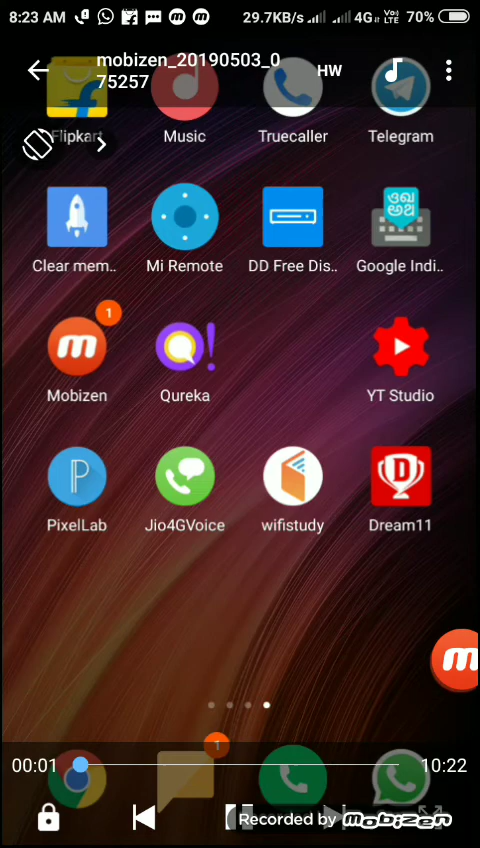 8:23 AM 29.7KB/s 4G VoLTE 70%
mobizen_20190503_0
75257
HW
Flipkart Music Truecaller Telegram
Clear mem.. Mi Remote DD Free Dis.. Google Indi..
1
Mobizen Qureka YT Studio
PixelLab Jio4GVoice wifistudy Dream11
1
00:01 10:22
Recorded by mobizen